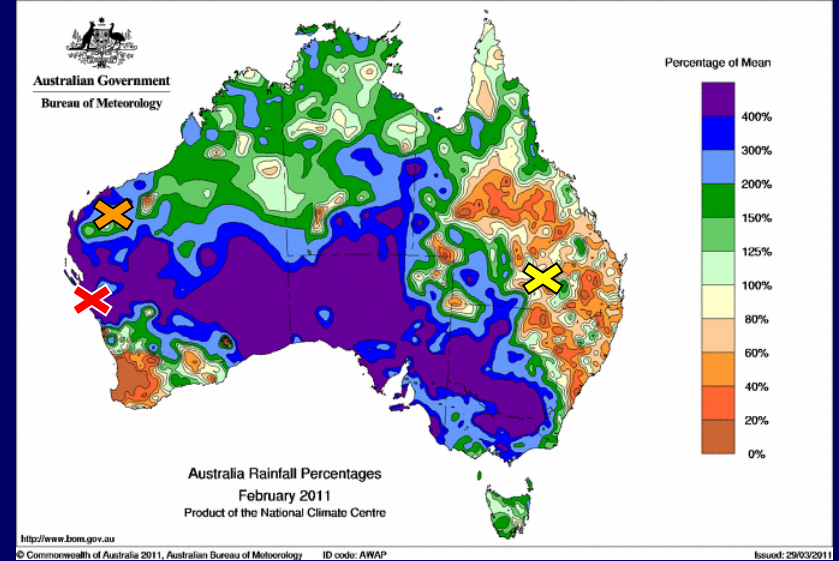 Australian Government
Bureau of Meteorology
Percentage of Mean
400%
300%
200%
150%
125%
100%
80%
60%
40%
20%
0%
Australia Rainfall Percentages
February 2011
Product of the National Climate Centre
http://www.bom.gov.au
© Commonwealth of Australia 2011, Australian Bureau of Meteorology ID code: AWAP Issued: 29/03/2011